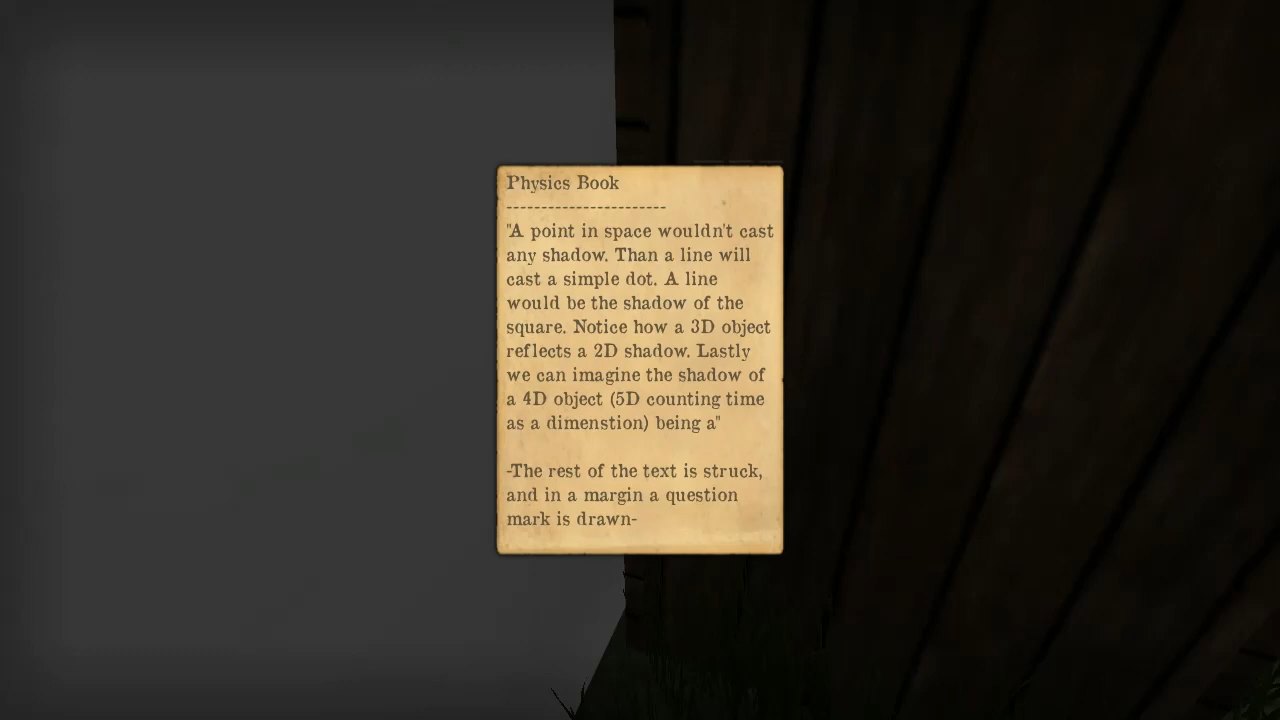 Physics Book
-----------------------
"A point in space wouldn't cast
any shadow. Than a line will
cast a simple dot. A line
would be the shadow of the
square. Notice how a 3D object
reflects a 2D shadow. Lastly
we can imagine the shadow of
a 4D object (5D counting time
as a dimenstion) being a"
-The rest of the text is struck,
and in a margin a question
mark is drawn-